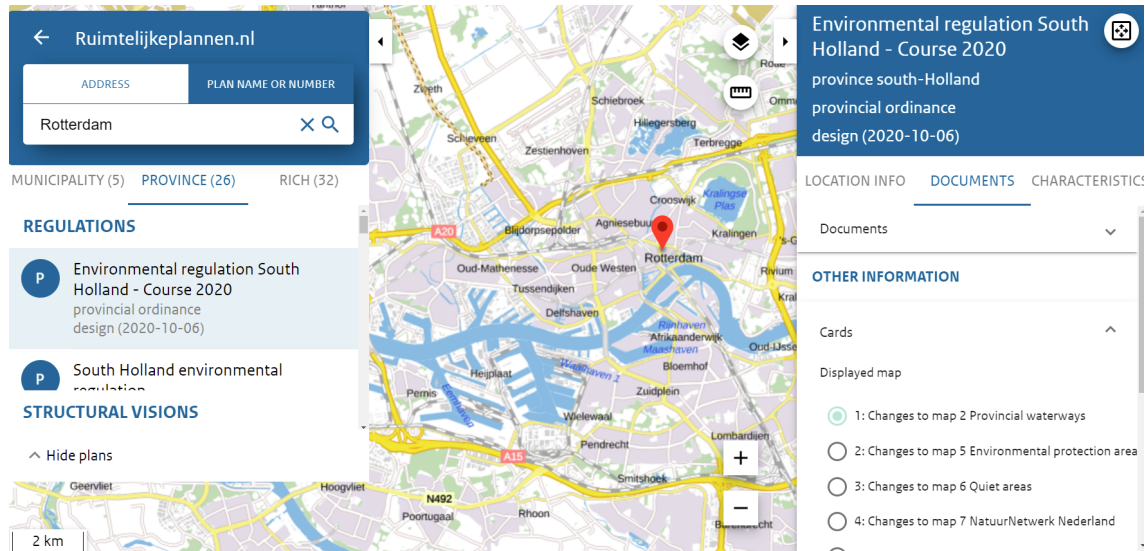 Ruimtelijkeplannen.nl
ADDRESS
PLAN NAME OR NUMBER
Rotterdam
MUNICIPALITY (5)
PROVINCE (26)
RICH (32)
REGULATIONS
P
Environmental regulation South
Holland - Course 2020
provincial ordinance
design (2020-10-06)
P
South Holland environmental
regulation
STRUCTURAL VISIONS
Hide plans
Zweth
Schiebroek
Hillegersberg
Terbregge
Schieveen
Zestienhoven
Kralingse
Plas
Crooswijk
A20
Blijdorpsepolder
Kralingen
Rotterdam
Oud-Mathenesse
Oude Westen
Rivium
Tussendijken
Delfshaven
Rijnhaven
Afrikaanderwijk
Maashaven
Heijplaat
Waalhaven 1
Bloemhof
Pernis
Eemhaven
Zuidplein
Wielewaal
Pendrecht
Lombardijen
A15
Smitshoek
Geervliet
Hoogvliet
N492
Poortugaal
Rhoon
Barendrecht
2 km
Environmental regulation South
Holland - Course 2020
province south-Holland
provincial ordinance
design (2020-10-06)
LOCATION INFO
DOCUMENTS
CHARACTERISTICS
Documents
OTHER INFORMATION
Cards
Displayed map
1: Changes to map 2 Provincial waterways
2: Changes to map 5 Environmental protection area
3: Changes to map 6 Quiet areas
4: Changes to map 7 NatuurNetwerk Nederland